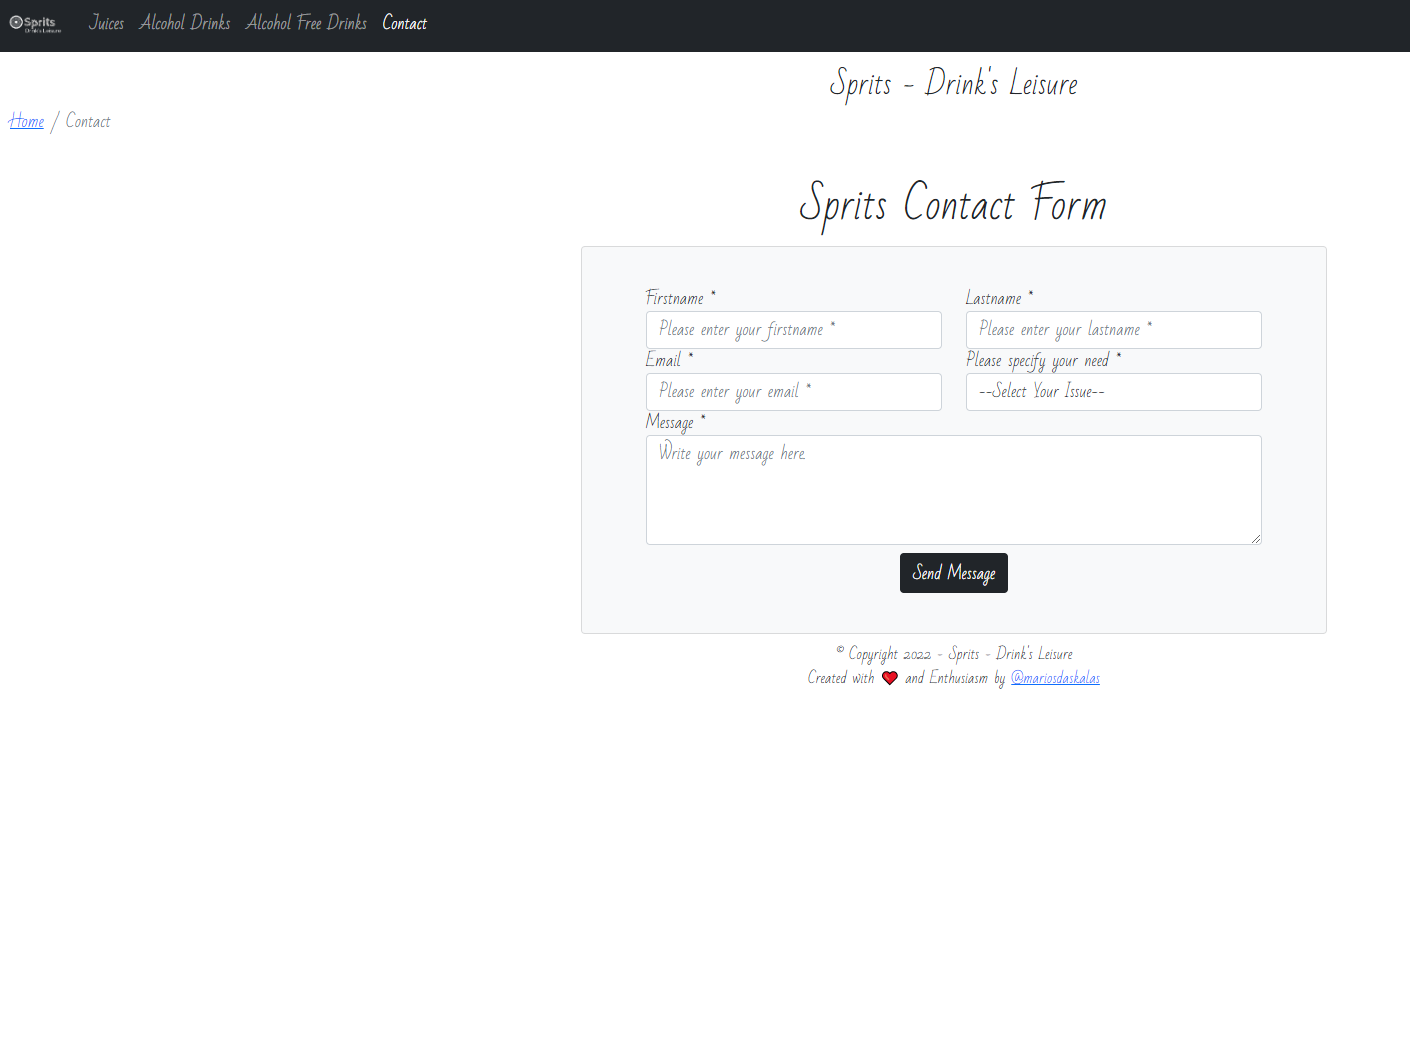 Sprits
Drink's Leisure
Juices Alcohol Drinks Alcohol Free Drinks Contact
Sprits - Drink's Leisure
Home / Contact
Sprits Contact Form
Firstname * Lastname *
Please enter your firstname * Please enter your lastname *
Email * Please specify your need *
Please enter your email * --Select Your Issue--
Message *
Write your message here.
Send Message
© Copyright 2022 - Sprits - Drink's Leisure
Created with ❤ and Enthusiasm by @mariosdaskalas